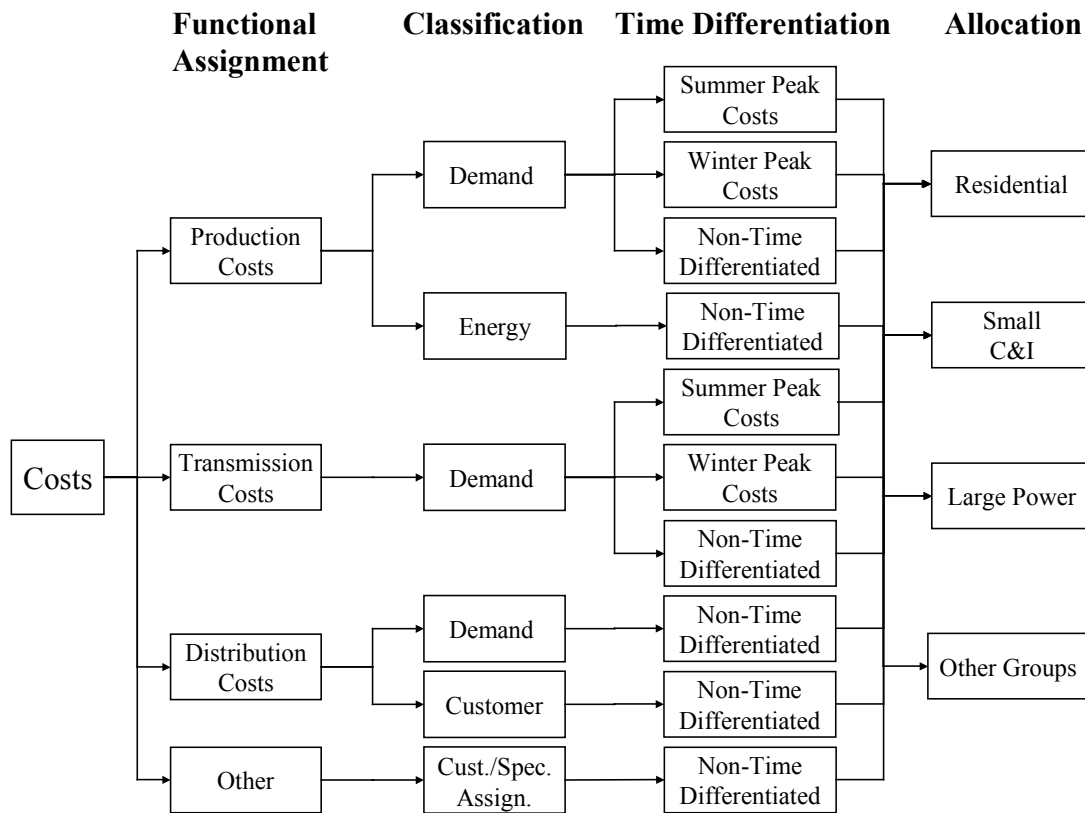 Functional
Assignment
Classification
Time Differentiation
Allocation
Costs
Production
Costs
Transmission
Costs
Distribution
Costs
Other
Demand
Energy
Demand
Demand
Customer
Cust./Spec.
Assign.
Summer Peak
Costs
Winter Peak
Costs
Non-Time
Differentiated
Non-Time
Differentiated
Summer Peak
Costs
Winter Peak
Costs
Non-Time
Differentiated
Non-Time
Differentiated
Non-Time
Differentiated
Non-Time
Differentiated
Residential
Small
C&I
Large Power
Other Groups